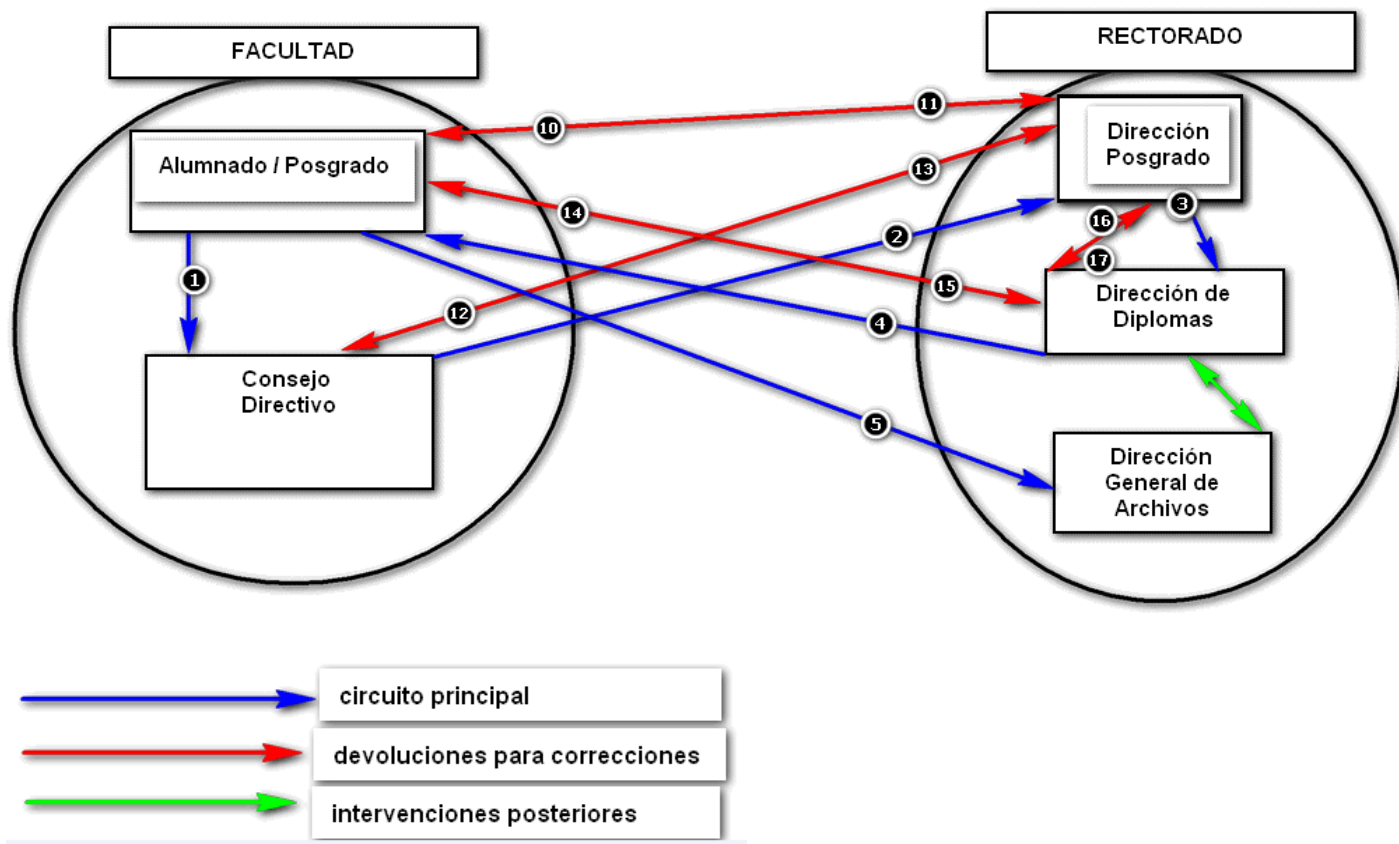 FACULTAD
RECTORADO
Alumnado / Posgrado
Dirección
Posgrado
Consejo
Directivo
Dirección de
Diplomas
Dirección
General de
Archivos
10
11
13
14
2
16
3
17
1
12
15
4
5
circuito principal
devoluciones para correcciones
intervenciones posteriores